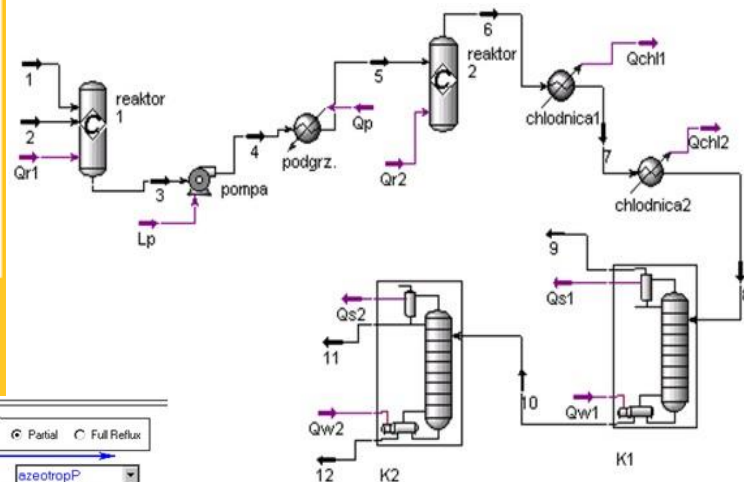 1
2
Qr1
reaktor
1
C
3
Lp
pompa
4
podgrz.
Qp
5
Qr2
C
reaktor
2
6
chlodnica1
Qchl1
7
chlodnica2
Qchl2
9
Qs1
Qw1
K1
10
Qs2
11
Qw2
12
K2
Partial
Full Reflux
azeotropP